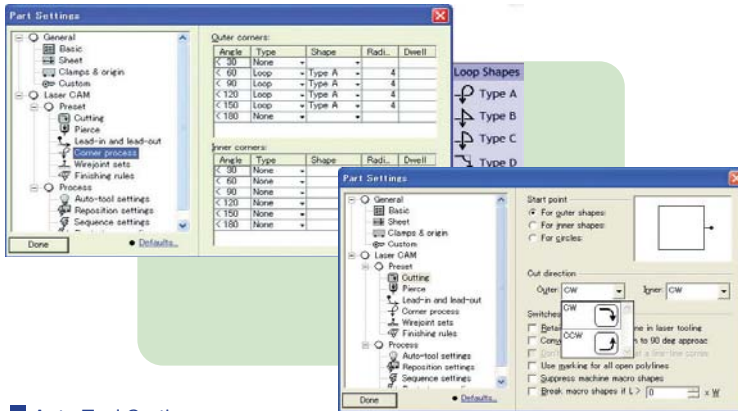 Part Settings
General
Basic
Sheet
Clamps & origin
Custom
Laser CAM
Preset
Cutting
Pierce
Lead-in and lead-out
Corner process
Wirejoint sets
Finishing rules
Process
Auto-tool settings
Reposition settings
Sequence settings
Done
Defaults...
Outer corners:
Angle Type Shape Radi... Dwell
< 30 None
< 60 Loop Type A 4
< 90 Loop Type A 4
< 120 Loop Type A 4
< 150 Loop Type A 4
< 180 None
Inner corners:
Angle Type Shape Radi... Dwell
< 30 None
< 60 None
< 90 None
< 120 None
< 150 None
< 180 None
Loop Shapes
Type A
Type B
Type C
Type D
Part Settings
General
Basic
Sheet
Clamps & origin
Custom
Laser CAM
Preset
Cutting
Pierce
Lead-in and lead-out
Corner process
Wirejoint sets
Finishing rules
Process
Auto-tool settings
Reposition settings
Sequence settings
Done
Defaults...
Start point
For outer shapes
For inner shapes
For circles
Cut direction
Outer: CW Inner: CW
CW
CCW
Switches
in laser tooling
to 90 deg approac
Use marking for all open polylines
Suppress machine macro shapes
Break macro shapes if L > 0 x W